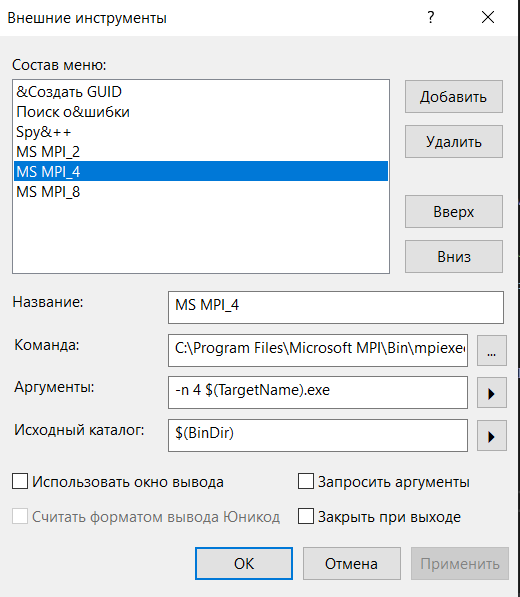 Внешние инструменты
?
Состав меню:
&Создать GUID
Поиск о&шибки
Spy&++
MS MPI_2
MS MPI_4
MS MPI_8
Добавить
Удалить
Вверх
Вниз
Название:
MS MPI_4
Команда:
C:\Program Files\Microsoft MPI\Bin\mpiexec
...
Аргументы:
-n 4 $(TargetName).exe
Исходный каталог:
$(BinDir)
Использовать окно вывода
Запросить аргументы
Считать форматом вывода Юникод
Закрыть при выходе
ОК
Отмена
Применить